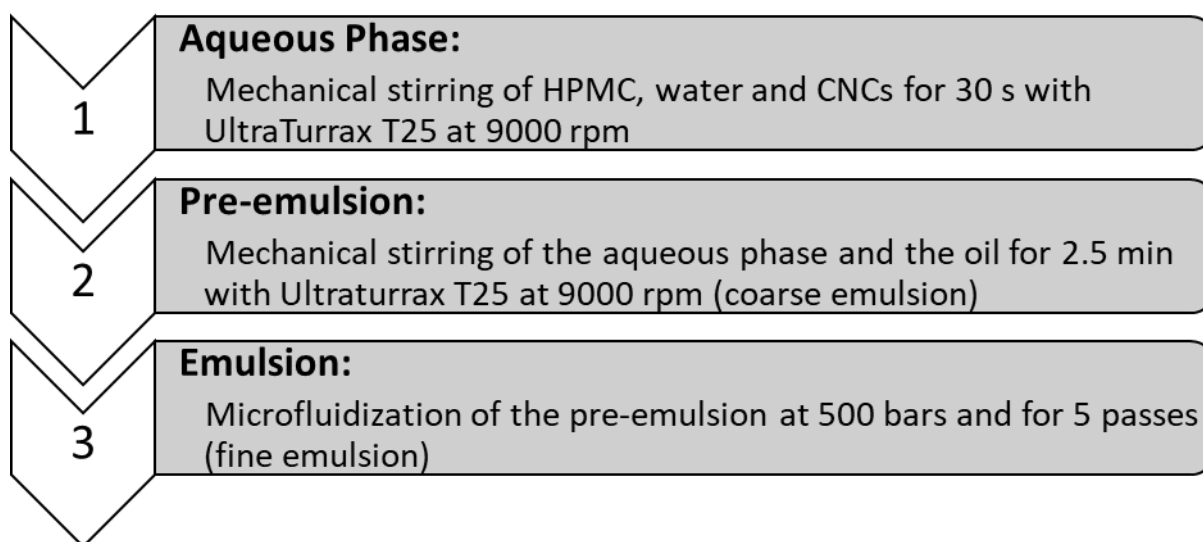 Aqueous Phase:
1
Mechanical stirring of HPMC, water and CNCs for 30 s with
UltraTurrax T25 at 9000 rpm
Pre-emulsion:
2
Mechanical stirring of the aqueous phase and the oil for 2.5 min
with Ultraturrax T25 at 9000 rpm (coarse emulsion)
Emulsion:
3
Microfluidization of the pre-emulsion at 500 bars and for 5 passes
(fine emulsion)